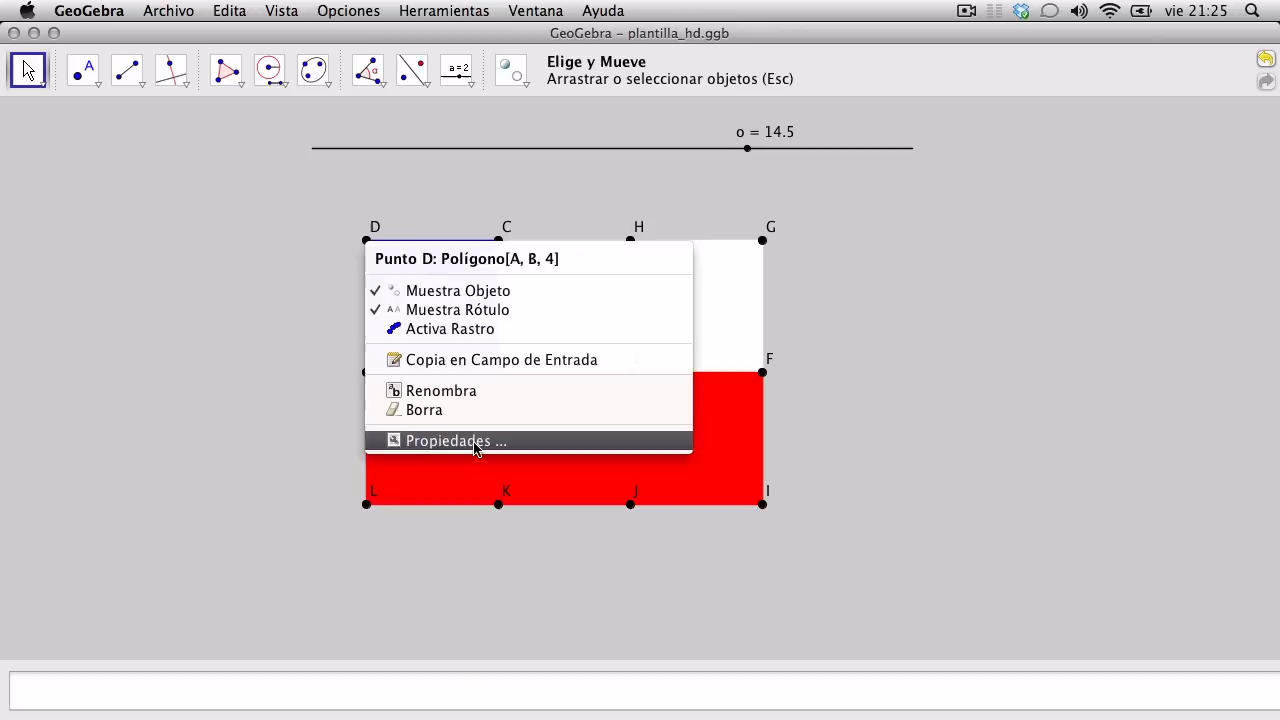 GeoGebra Archivo Edita Vista Opciones Herramientas Ventana Ayuda vie 21:25
GeoGebra - plantilla_hd.ggb
A
α
a = 2
Elige y Mueve
Arrastrar o seleccionar objetos (Esc)
o = 14.5
D C H G
Punto D: Polígono[A, B, 4]
Muestra Objeto
AA Muestra Rótulo
Activa Rastro
F
Copia en Campo de Entrada
ab Renombra
Borra
Propiedades ...
L K J I